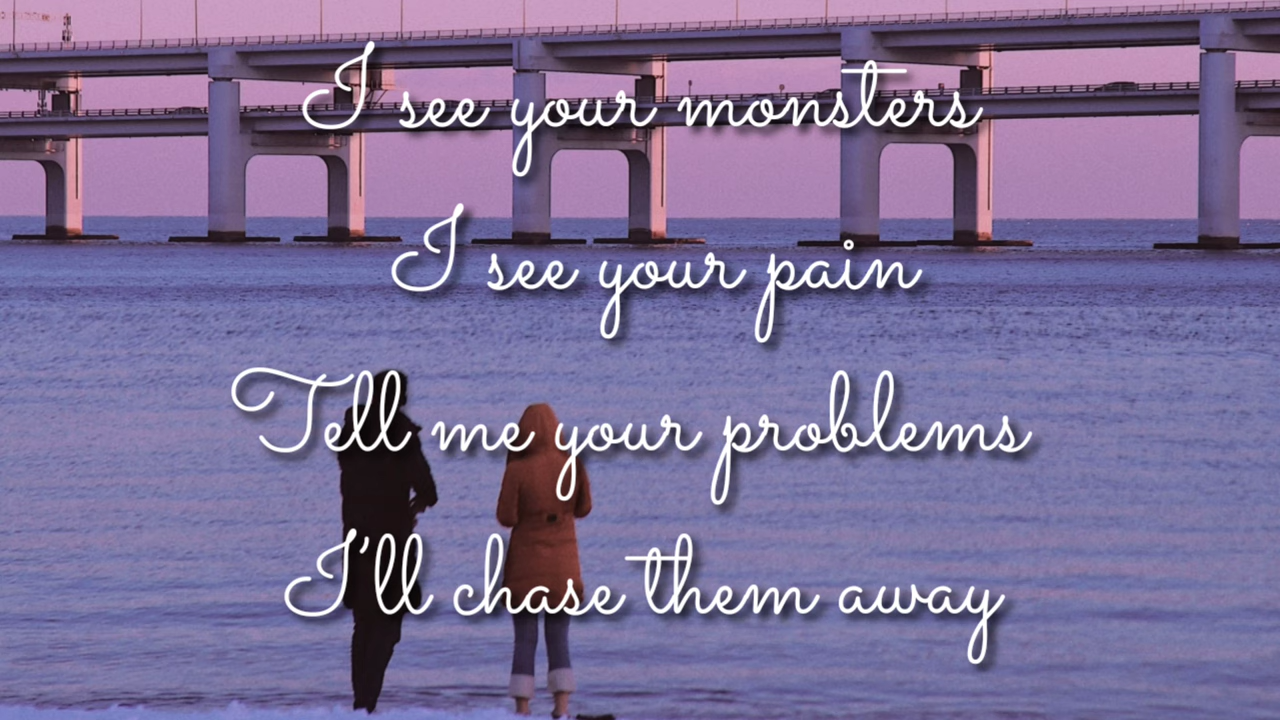 I see your monsters
I see your pain
Tell me your problems
I'll chase them away